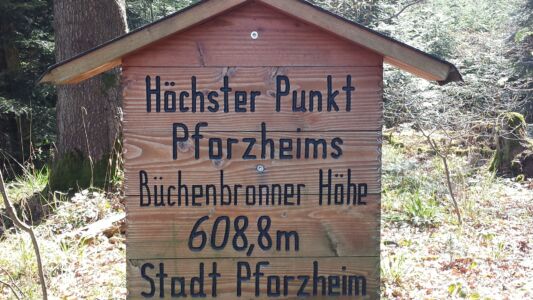 Höchster Punkt
Pforzheims
Büchenbronner Höhe
608,8m
Stadt Pforzheim